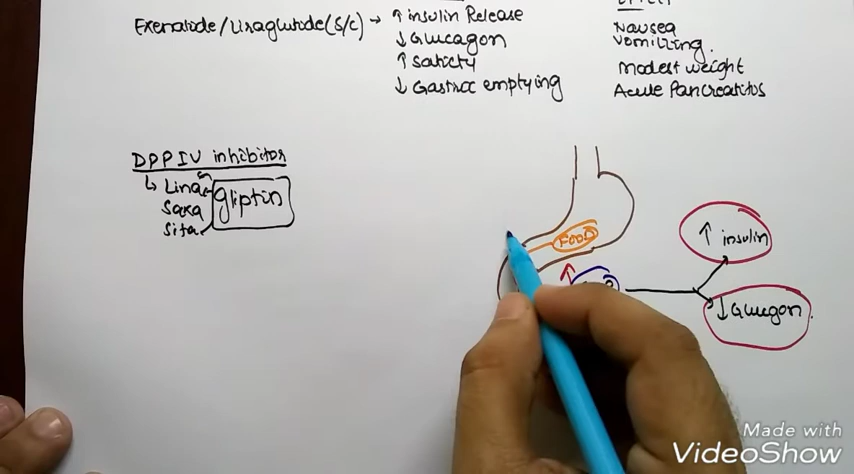 Exenatide/Liraglutide(s/c) → ↑ insulin Release
↓ Glucagon
↑ Satiety
↓ Gastric emptying
Nausea
Vomitting.
Modest weight
Acute Pancreatitis
DPP IV inhibitor
↳ Lina
Saxa
Sita
gliptin
FOOD
↑
↑ insulin
↓ Glucagon.
Made with
VideoShow